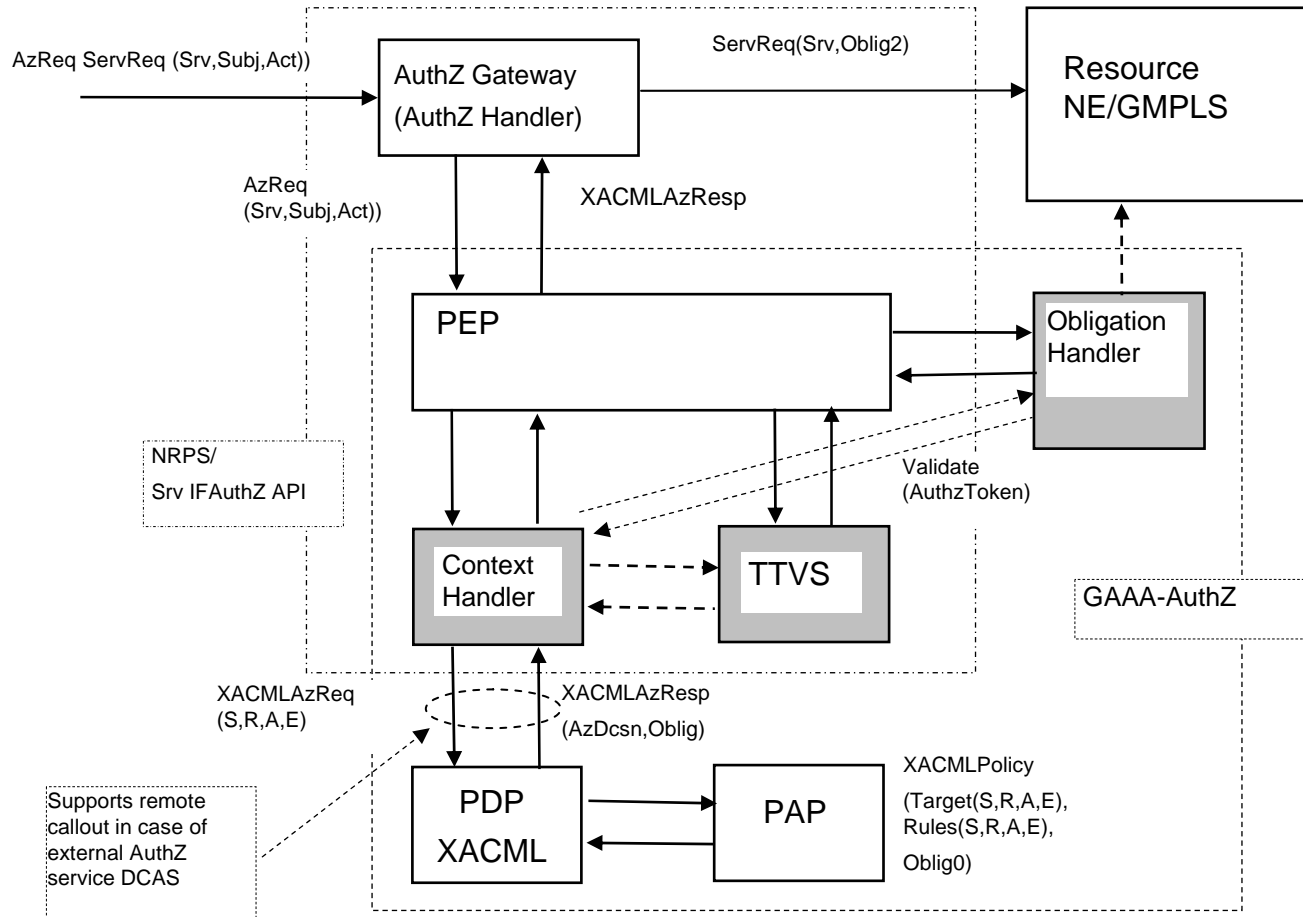 AzReq ServReq (Srv,Subj,Act))
AuthZ Gateway
(AuthZ Handler)
ServReq(Srv,Oblig2)
Resource
NE/GMPLS
AzReq
(Srv,Subj,Act))
XACMLAzResp
PEP
Obligation
Handler
NRPS/
Srv IFAuthZ API
Validate
(AuthzToken)
Context
Handler
TTVS
GAAA-AuthZ
XACMLAzReq
(S,R,A,E)
XACMLAzResp
(AzDcsn,Oblig)
Supports remote
callout in case of
external AuthZ
service DCAS
PDP
XACML
PAP
XACMLPolicy
(Target(S,R,A,E),
Rules(S,R,A,E),
Oblig0)